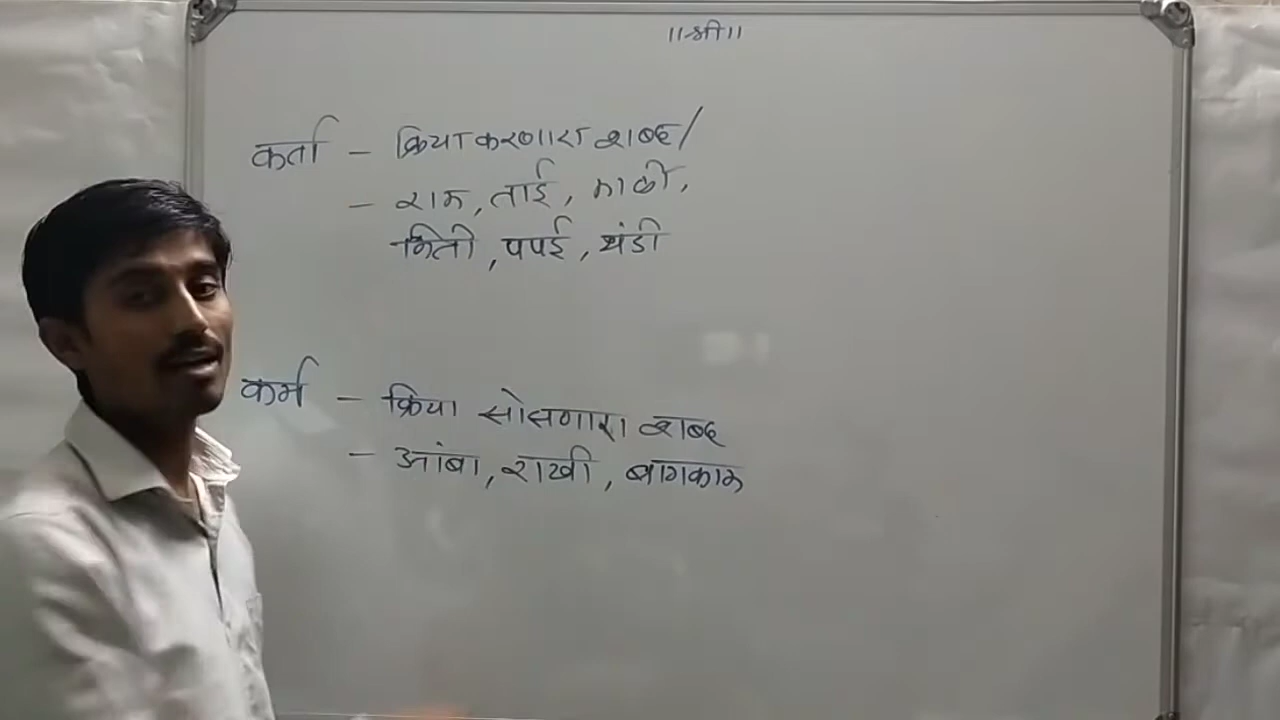 ॥श्री॥
कर्ता - क्रिया करणारा शब्द/
- राम, ताई, माळी,
भिती, पपई, थंडी
कर्म - क्रिया सोसणारा शब्द
- आंबा, राखी, बागकाम